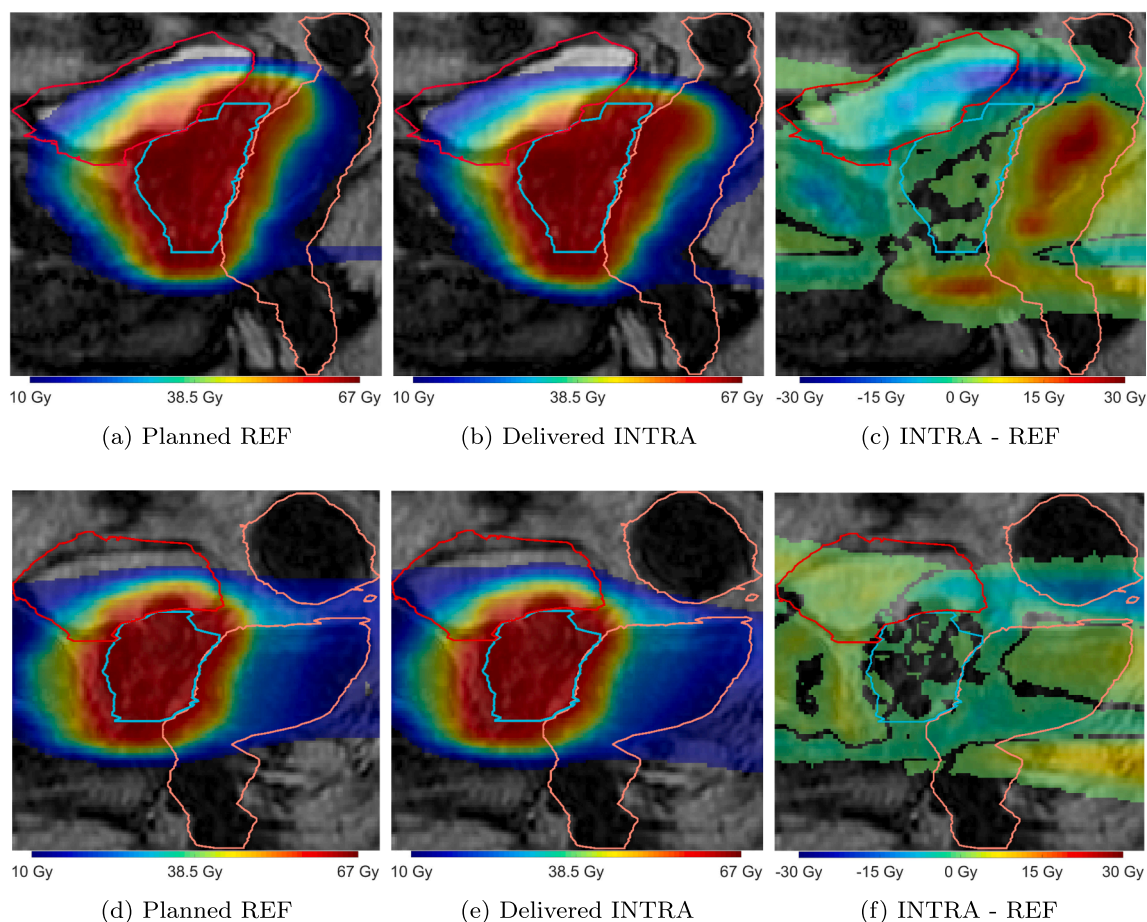 10 Gy 38.5 Gy 67 Gy 10 Gy 38.5 Gy 67 Gy -30 Gy -15 Gy 0 Gy 15 Gy 30 Gy
(a) Planned REF (b) Delivered INTRA (c) INTRA - REF
10 Gy 38.5 Gy 67 Gy 10 Gy 38.5 Gy 67 Gy -30 Gy -15 Gy 0 Gy 15 Gy 30 Gy
(d) Planned REF (e) Delivered INTRA (f) INTRA - REF